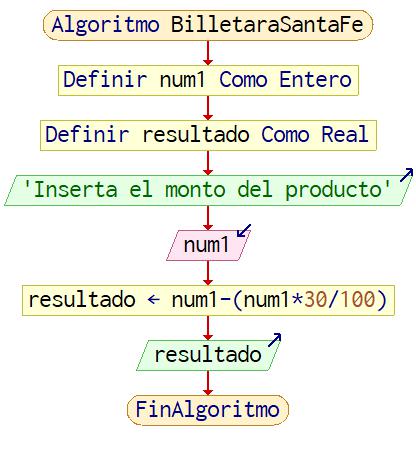 Algoritmo BilletaraSantaFe
Definir num1 Como Entero
Definir resultado Como Real
'Inserta el monto del producto'
num1
resultado ← num1-(num1*30/100)
resultado
FinAlgoritmo